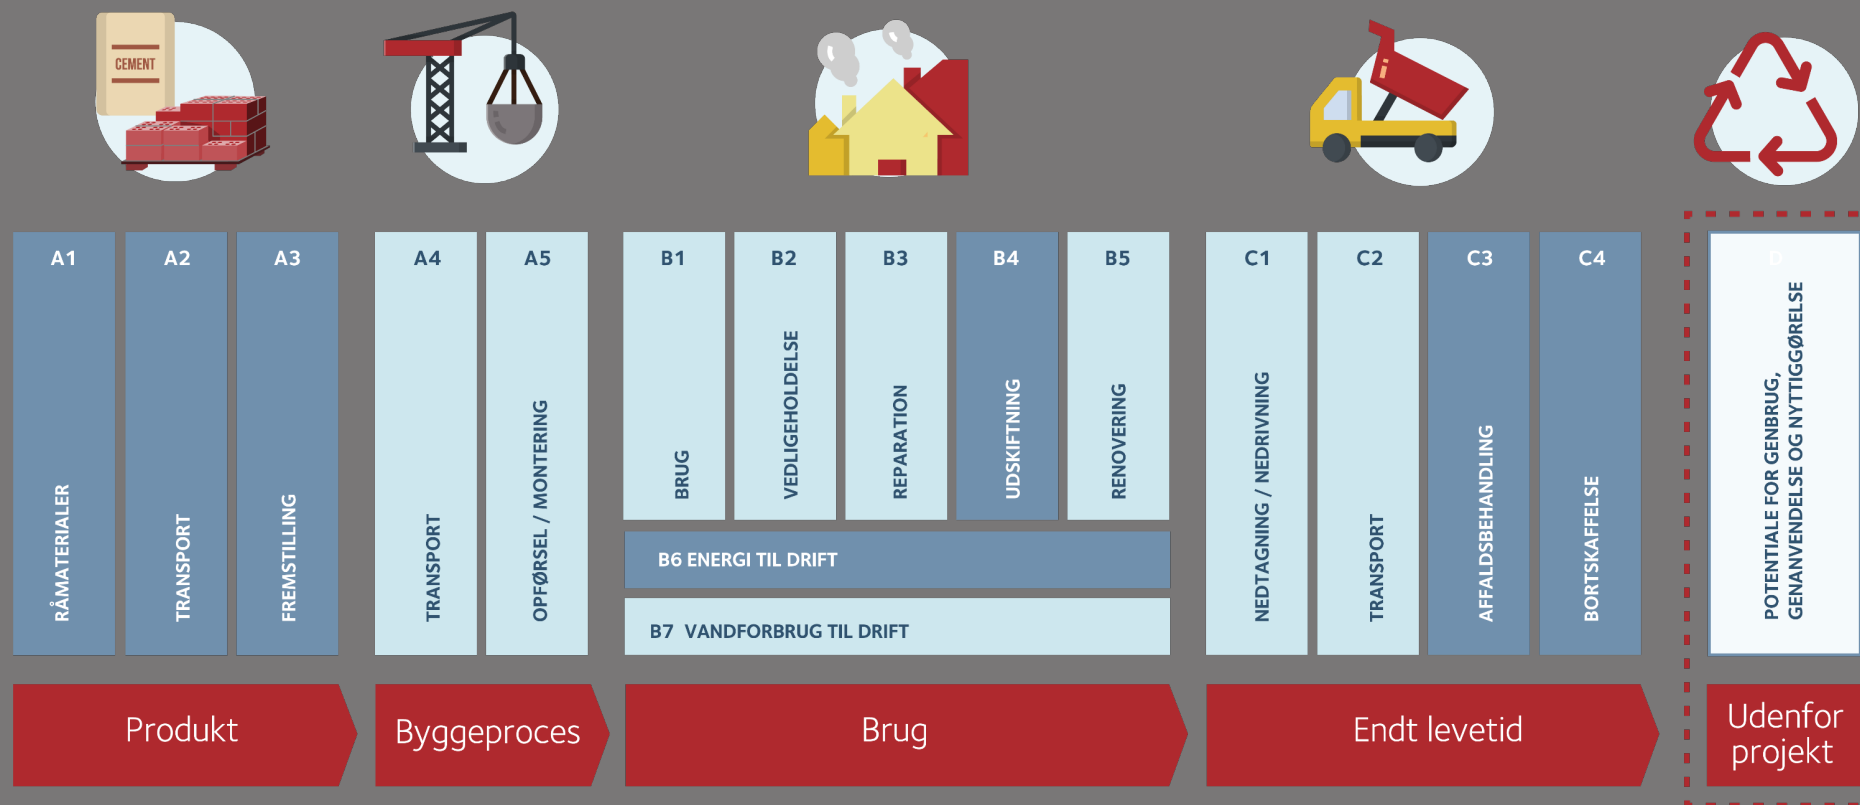 CEMENT
A1
RÅMATERIALER
A2
TRANSPORT
A3
FREMSTILLING
A4
TRANSPORT
A5
OPFØRSEL / MONTERING
B1
BRUG
B2
VEDLIGEHOLDELSE
B3
REPARATION
B4
UDSKIFTNING
B5
RENOVERING
B6 ENERGI TIL DRIFT
B7 VANDFORBRUG TIL DRIFT
C1
NEDTAGNING / NEDRIVNING
C2
TRANSPORT
C3
AFFALDSBEHANDLING
C4
BORTSKAFFELSE
D
POTENTIALE FOR GENBRUG,
GENANVENDELSE OG NYTTIGGØRELSE
Produkt
Byggeproces
Brug
Endt levetid
Udenfor
projekt